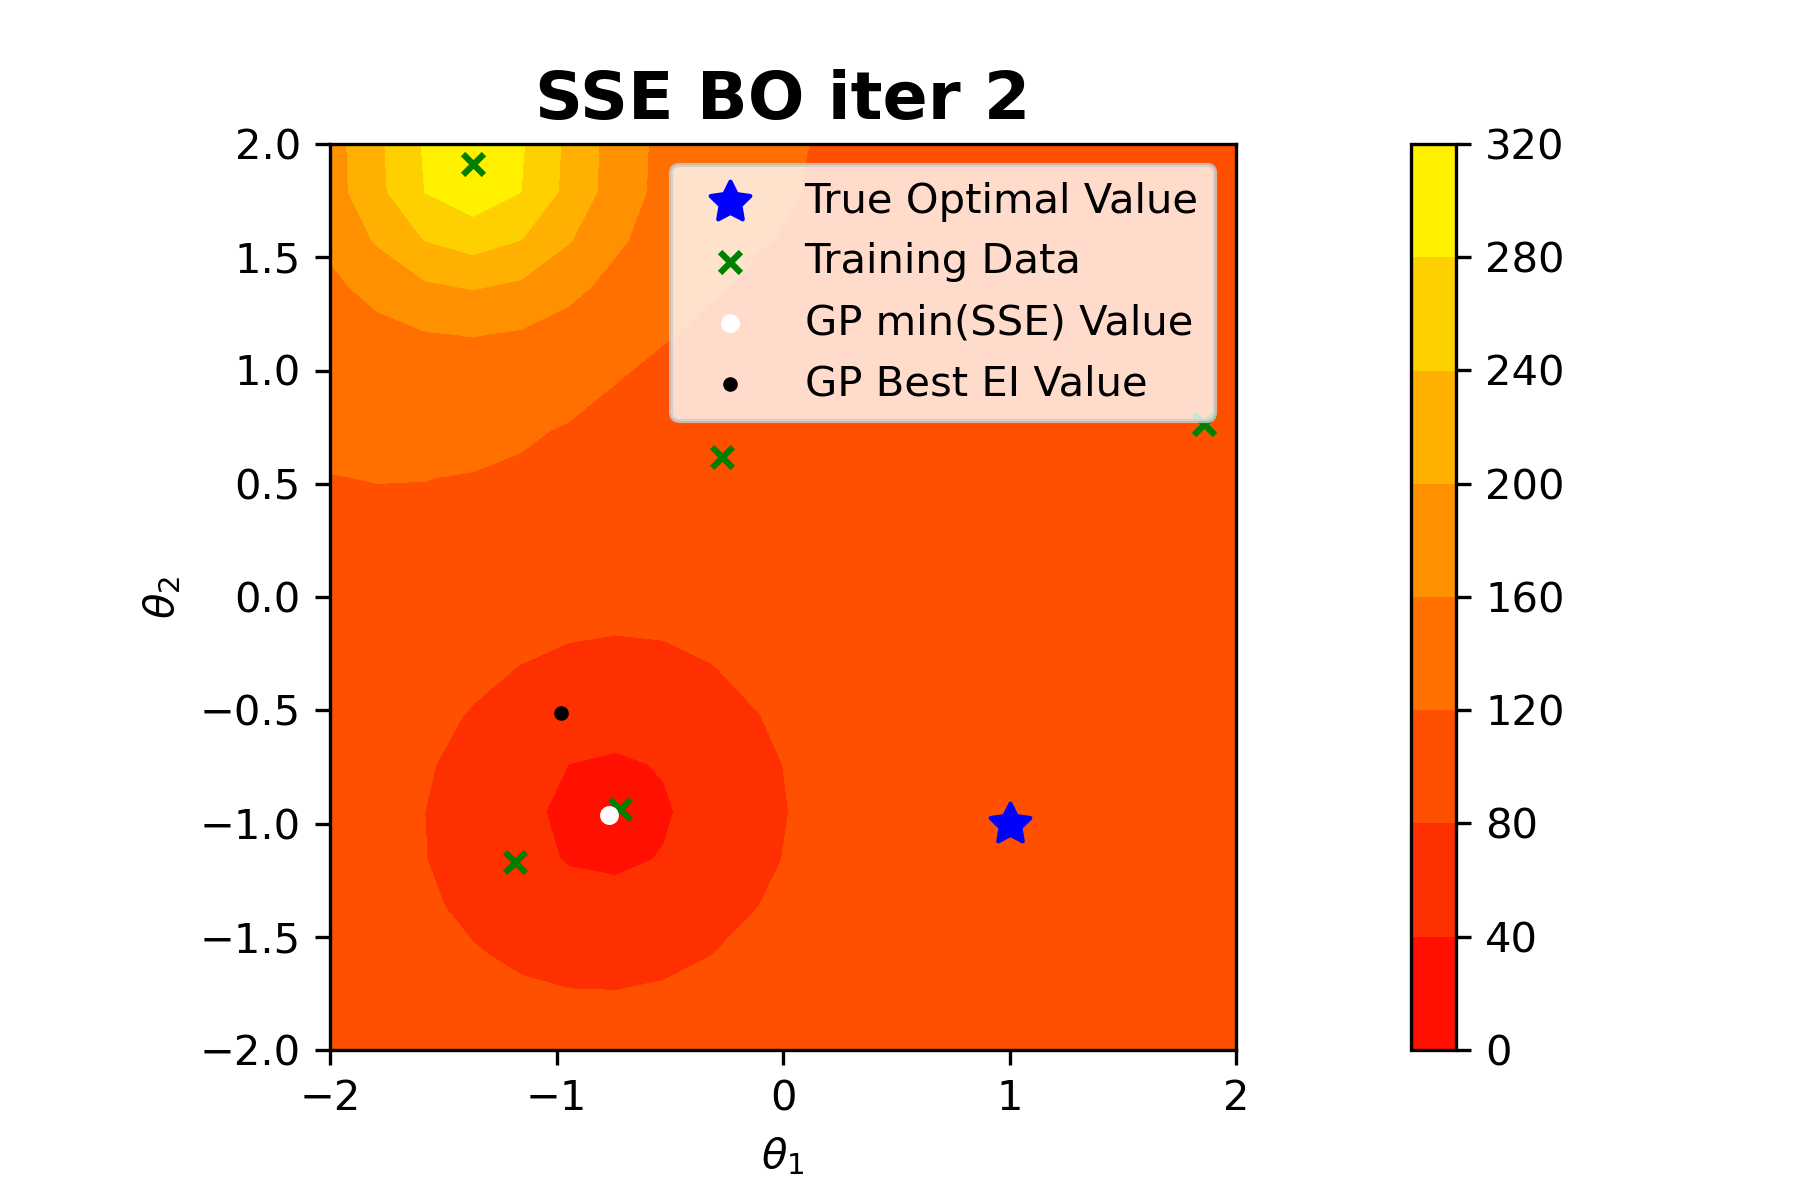 SSE BO iter 2
True Optimal Value
Training Data
GP min(SSE) Value
GP Best EI Value
2.0
1.5
1.0
0.5
0.0
−0.5
−1.0
−1.5
−2.0
θ₂
−2 −1 0 1 2
θ₁
320
280
240
200
160
120
80
40
0